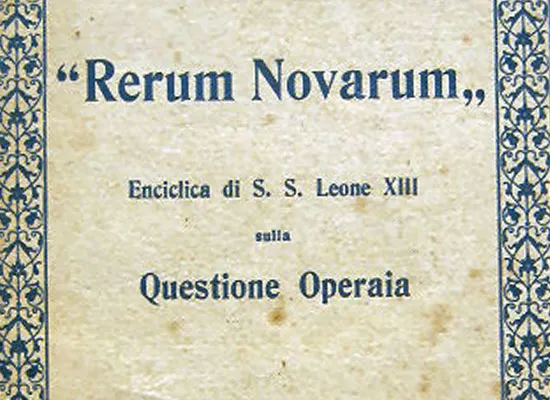 “Rerum Novarum„
Enciclica di S. S. Leone XIII
sulla
Questione Operaia